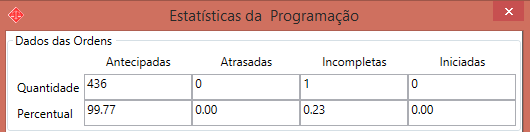 Estatísticas da Programação
Dados das Ordens
Antecipadas Atrasadas Incompletas Iniciadas
Quantidade 436 0 1 0
Percentual 99.77 0.00 0.23 0.00